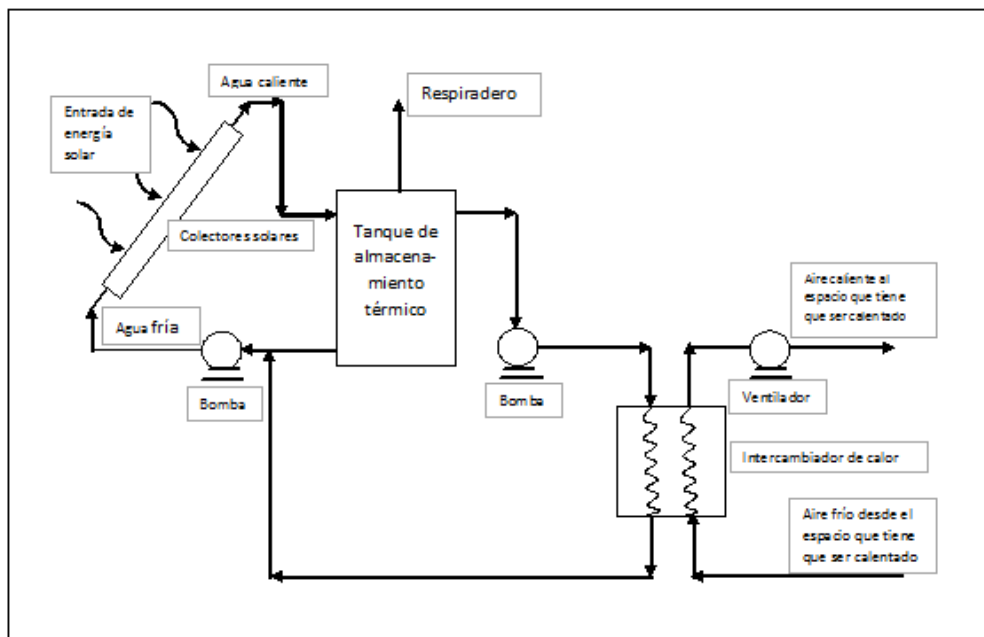 Agua caliente
Entrada de
energía
solar
Respiradero
Colectores solares
Tanque de
almacena-
miento
térmico
Aire caliente al
espacio que tiene
que ser calentado
Agua fría
Bomba
Bomba
Ventilador
Intercambiador de calor
Aire frío desde el
espacio que tiene
que ser calentado